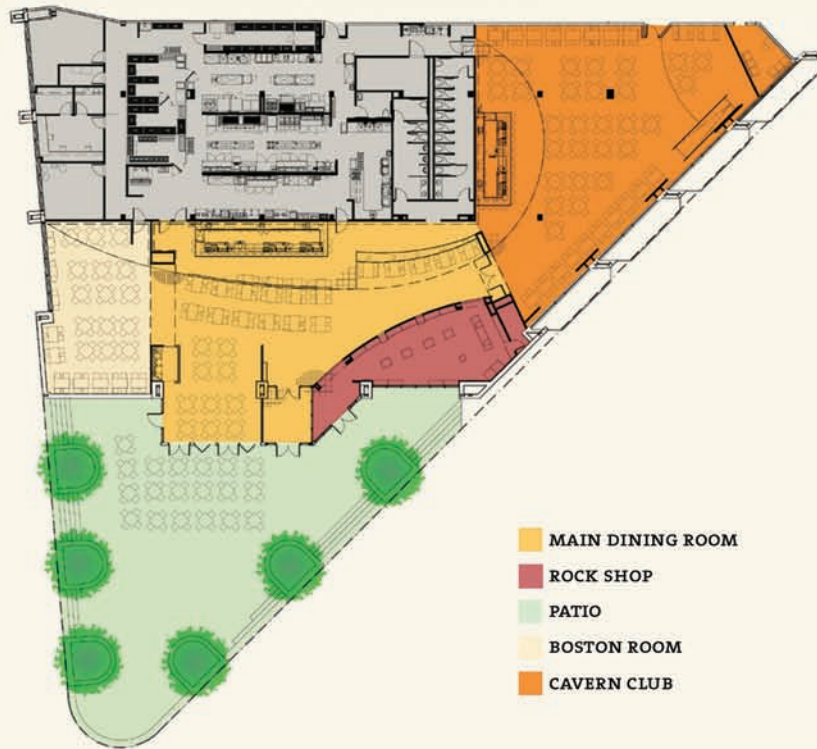 MAIN DINING ROOM
ROCK SHOP
PATIO
BOSTON ROOM
CAVERN CLUB